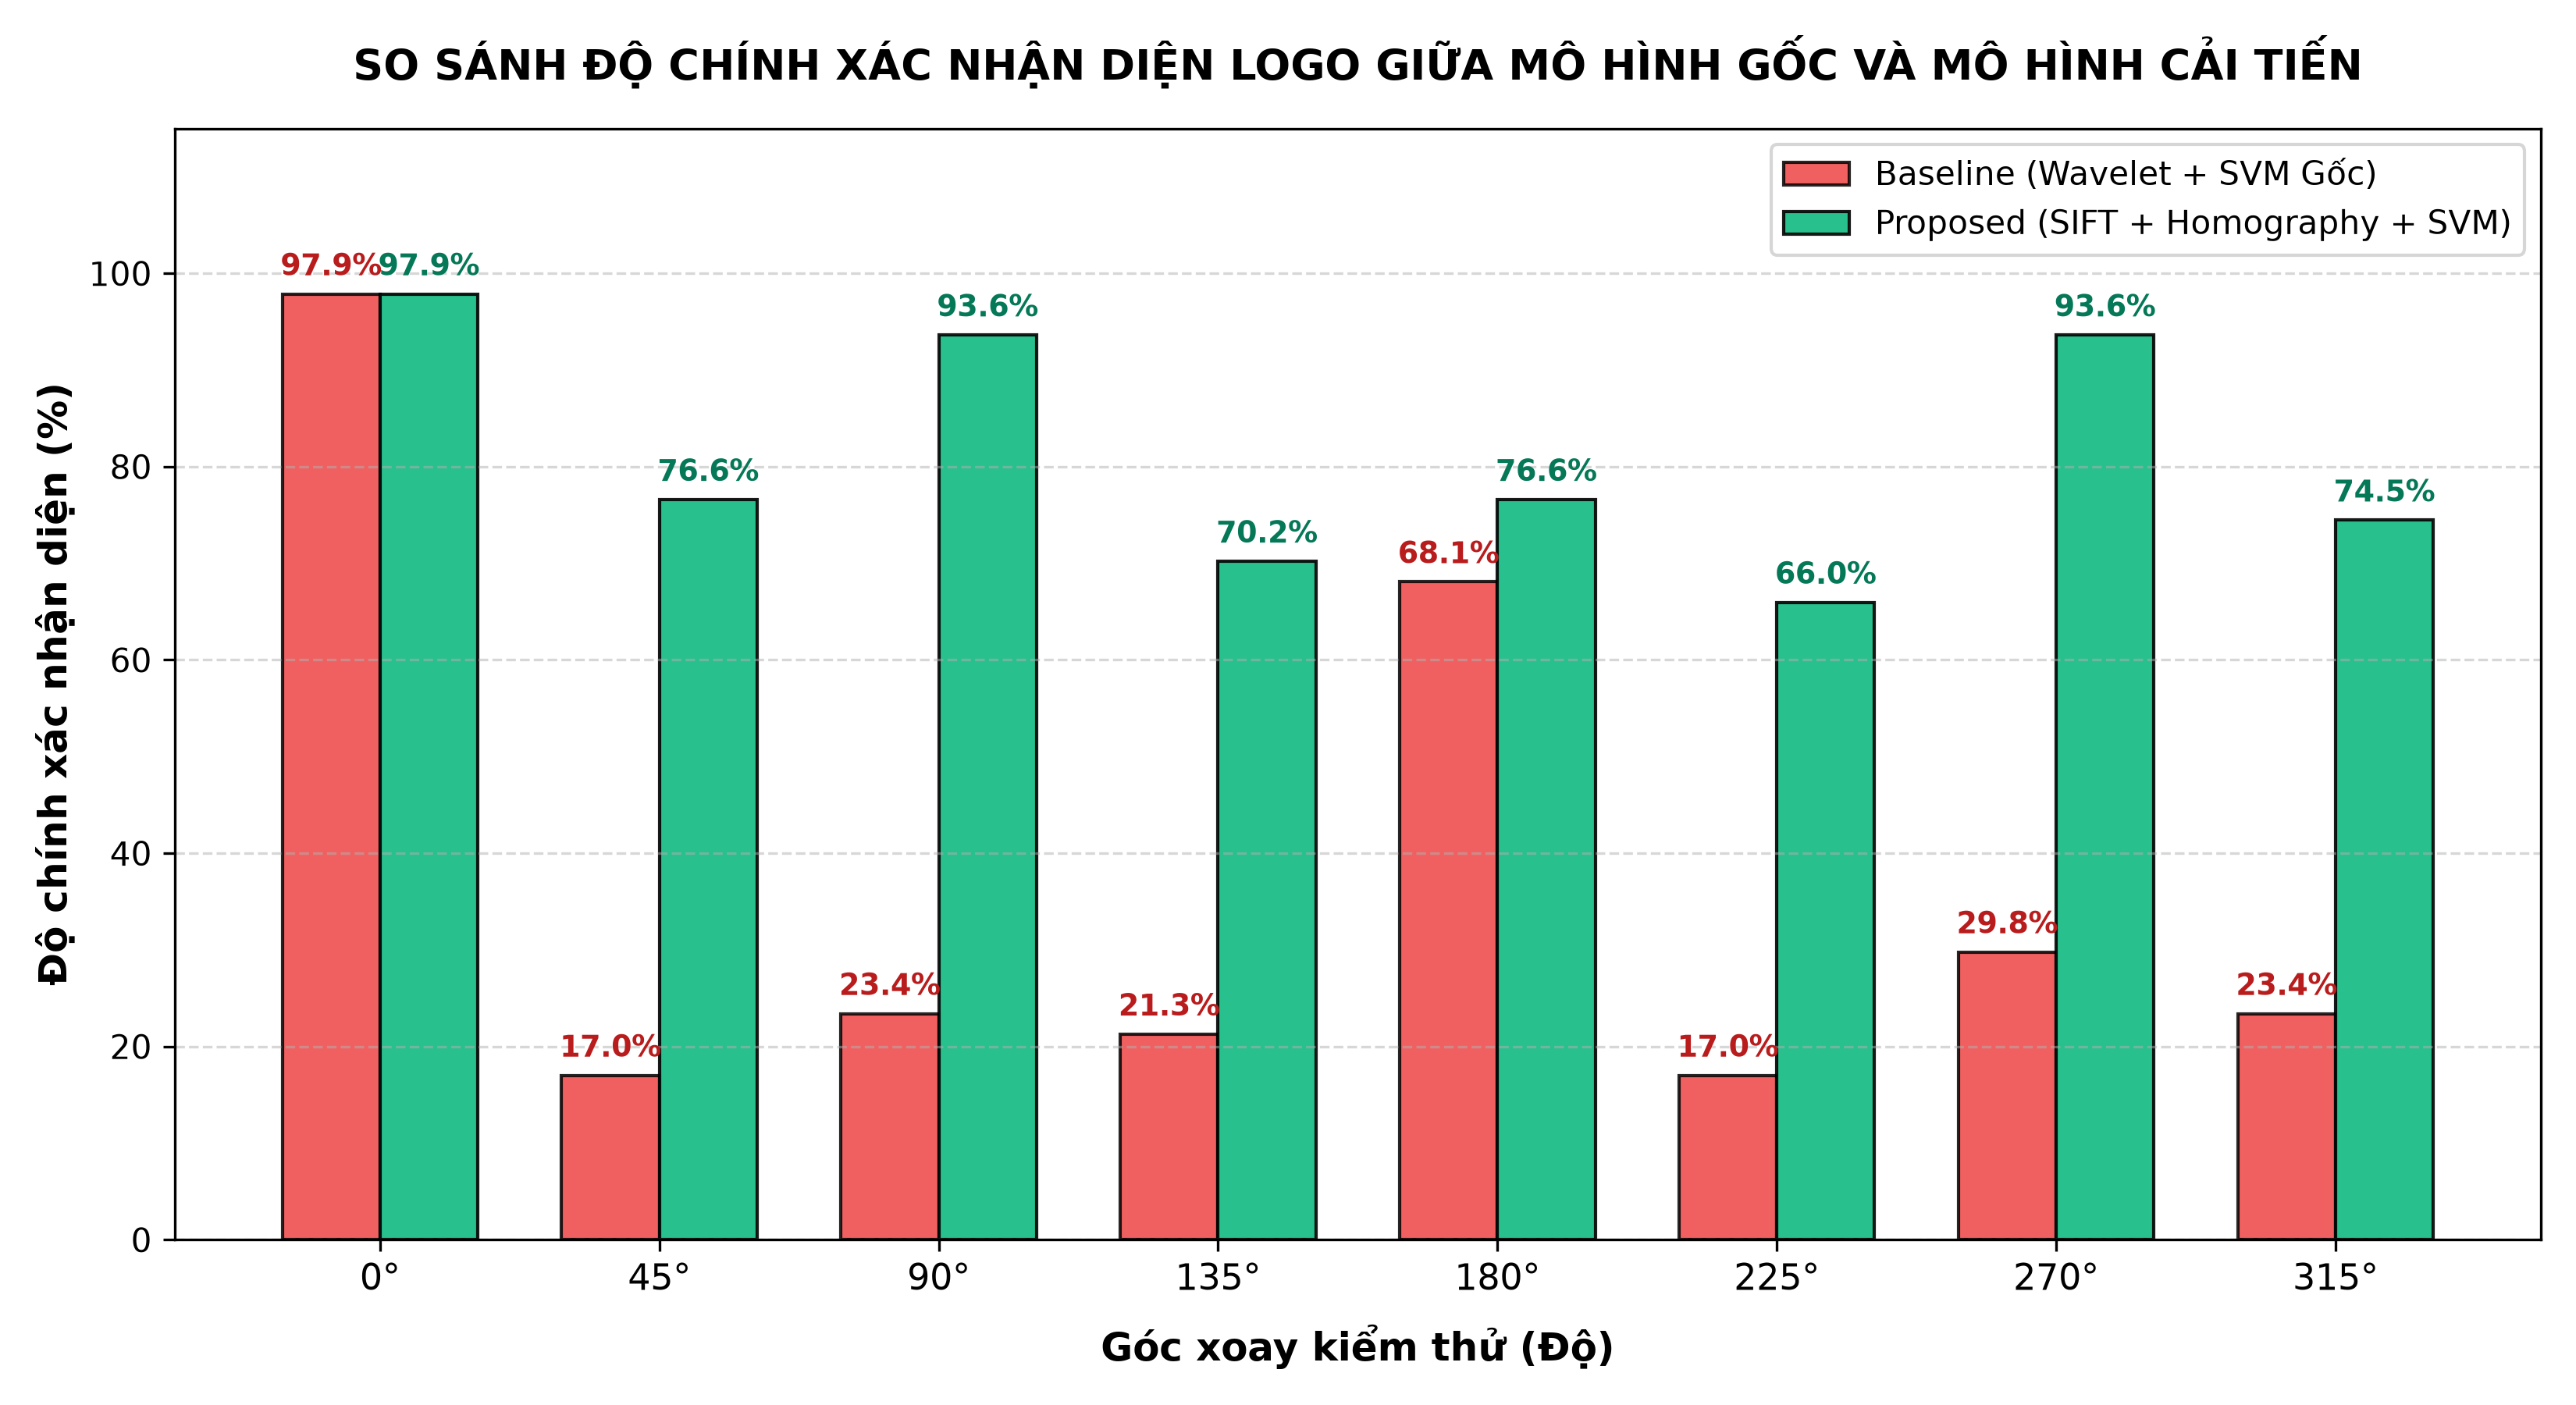 SO SÁNH ĐỘ CHÍNH XÁC NHẬN DIỆN LOGO GIỮA MÔ HÌNH GỐC VÀ MÔ HÌNH CẢI TIẾN
Baseline (Wavelet + SVM Gốc)
Proposed (SIFT + Homography + SVM)
Độ chính xác nhận diện (%)
100
80
60
40
20
0
97.9% 97.9%
17.0% 76.6%
23.4% 93.6%
21.3% 70.2%
68.1% 76.6%
17.0% 66.0%
29.8% 93.6%
23.4% 74.5%
0° 45° 90° 135° 180° 225° 270° 315°
Góc xoay kiểm thử (Độ)